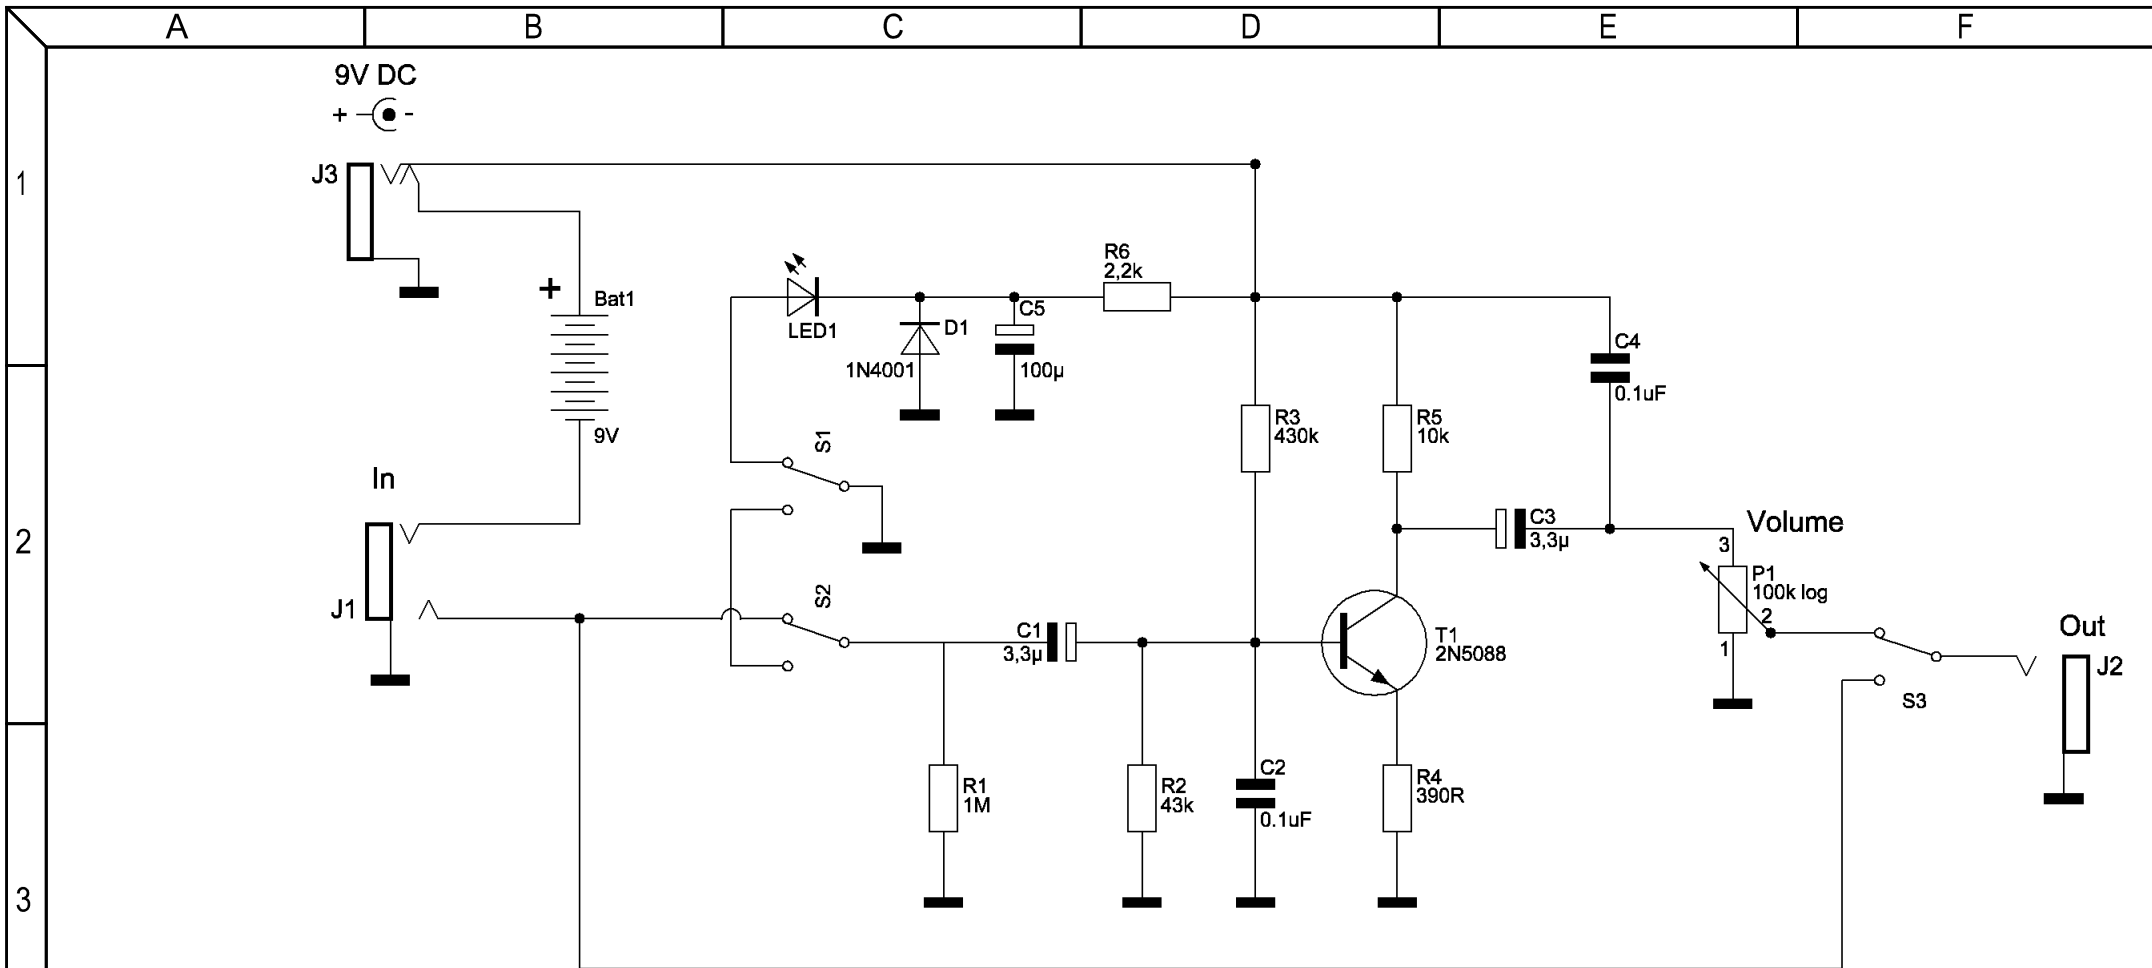 A B C D E F
1
2
3
9V DC
+ -
J3
+
Bat1
9V
In
J1
LED1
D1
1N4001
C5
100µ
R6
2,2k
S1
S2
C1
3,3µ
R1
1M
R2
43k
R3
430k
C2
0.1uF
R5
10k
T1
2N5088
R4
390R
C4
0.1uF
C3
3,3µ
Volume
3
P1
100k log
2
1
S3
Out
J2